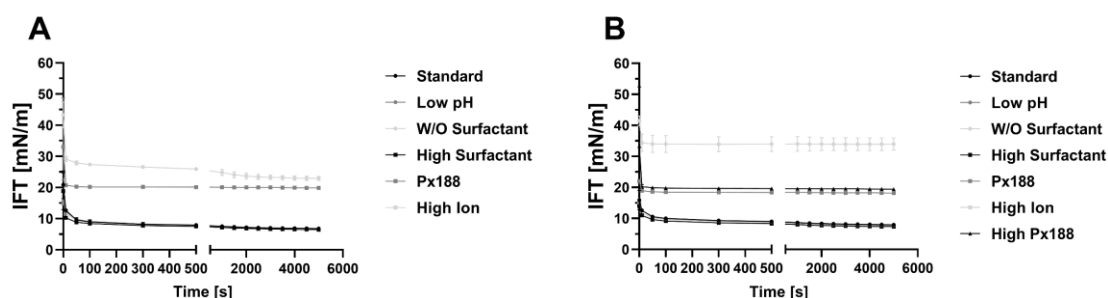 A
IFT [mN/m]
60
50
40
30
20
10
0
0 100 200 300 400 500 2000 4000 6000
Time [s]
Standard
Low pH
W/O Surfactant
High Surfactant
Px188
High Ion
B
IFT [mN/m]
60
50
40
30
20
10
0
0 100 200 300 400 500 2000 4000 6000
Time [s]
Standard
Low pH
W/O Surfactant
High Surfactant
Px188
High Ion
High Px188